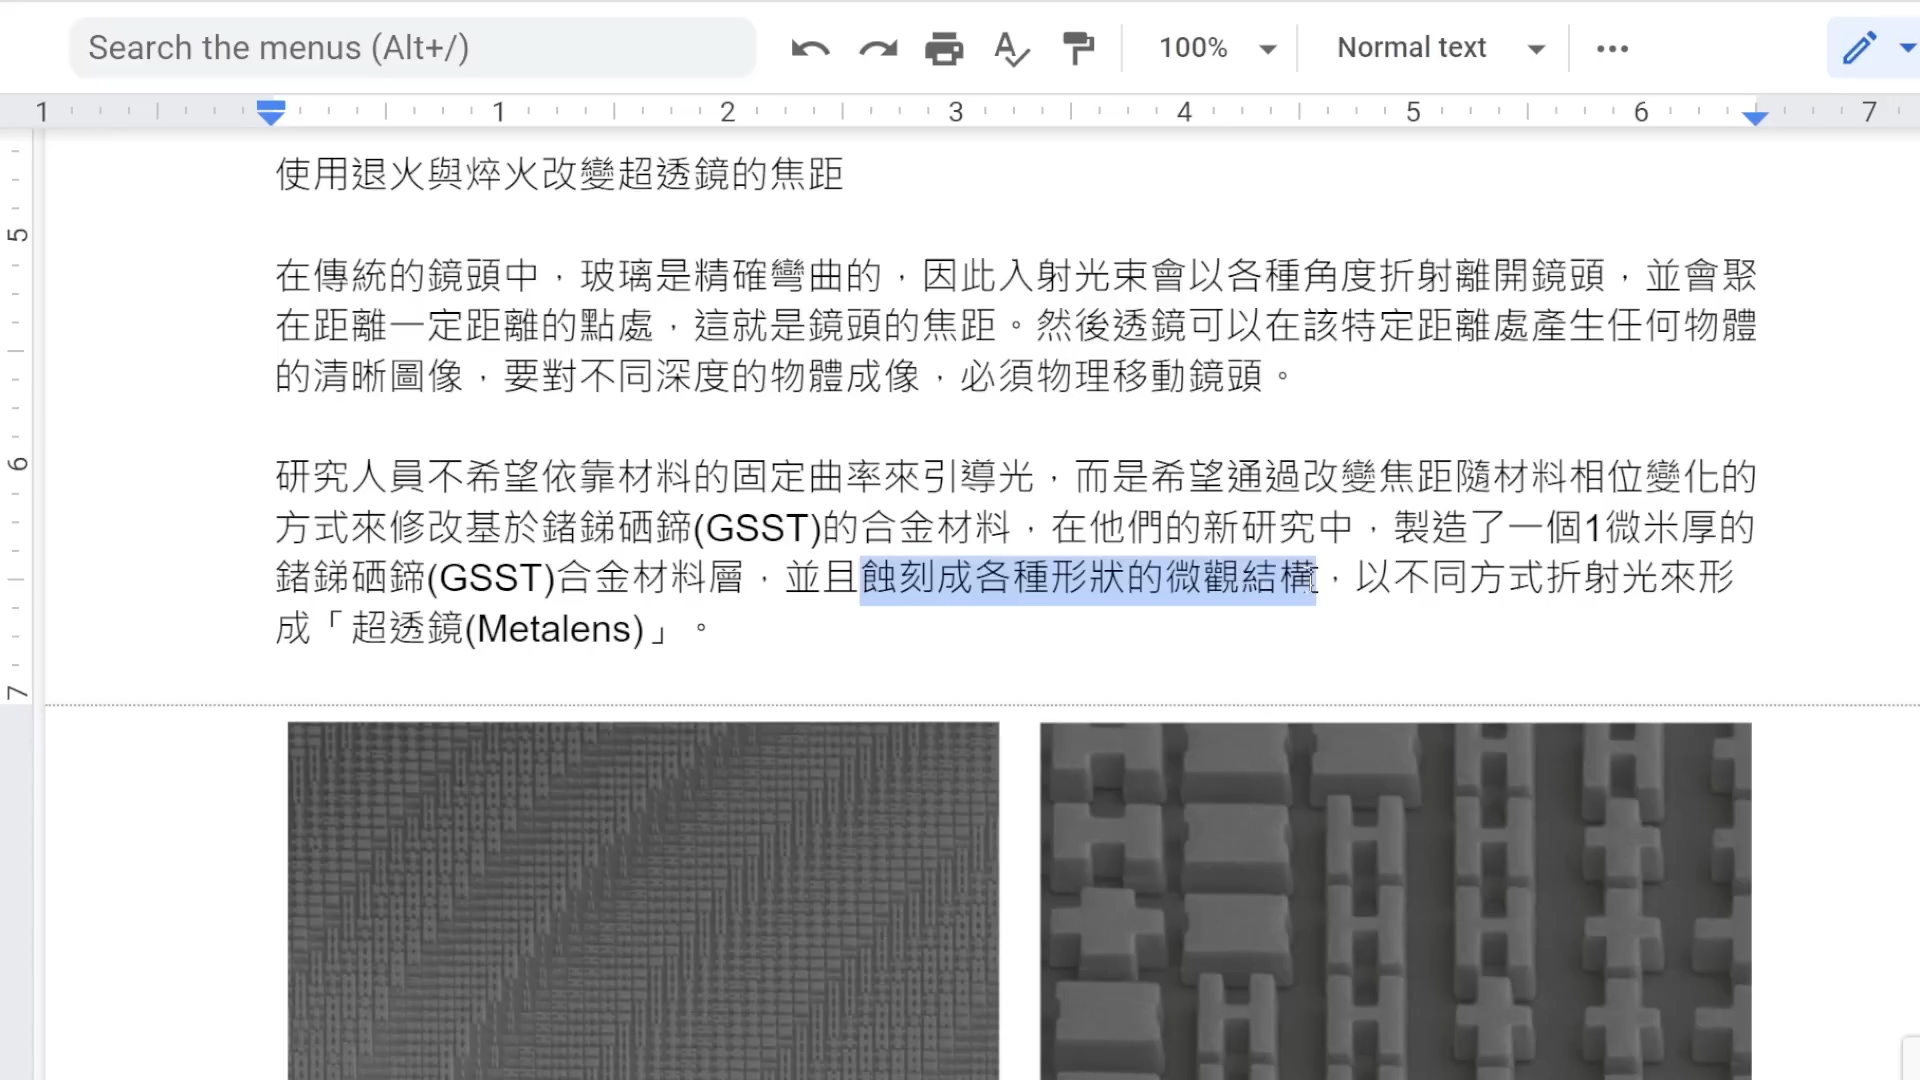 Search the menus (Alt+/)
100%
Normal text
1 1 2 3 4 5 6 7
使用退火與焠火改變超透鏡的焦距
5
在傳統的鏡頭中，玻璃是精確彎曲的，因此入射光束會以各種角度折射離開鏡頭，並會聚
在距離一定距離的點處，這就是鏡頭的焦距。然後透鏡可以在該特定距離處產生任何物體
的清晰圖像，要對不同深度的物體成像，必須物理移動鏡頭。
6
研究人員不希望依靠材料的固定曲率來引導光，而是希望通過改變焦距隨材料相位變化的
方式來修改基於鍺銻硒鍗(GSST)的合金材料，在他們的新研究中，製造了一個1微米厚的
鍺銻硒鍗(GSST)合金材料層，並且蝕刻成各種形狀的微觀結構，以不同方式折射光來形
成「超透鏡(Metalens)」。
7